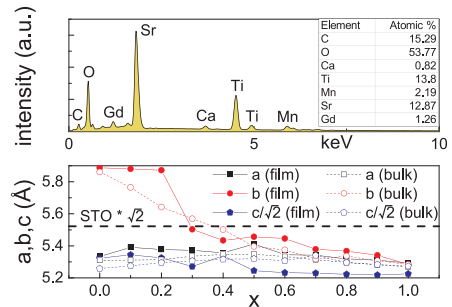 intensity (a.u.)
C
O
Gd
Sr
Ca
Ti
Ti
Mn
Element Atomic %
C 15.29
O 53.77
Ca 0.82
Ti 13.8
Mn 2.19
Sr 12.87
Gd 1.26
0 5 keV 10
a,b,c (Å)
5.8
5.6
5.4
5.2
a (film) a (bulk)
b (film) b (bulk)
c/√2 (film) c/√2 (bulk)
STO * √2
0.0 0.2 0.4 0.6 0.8 1.0
x